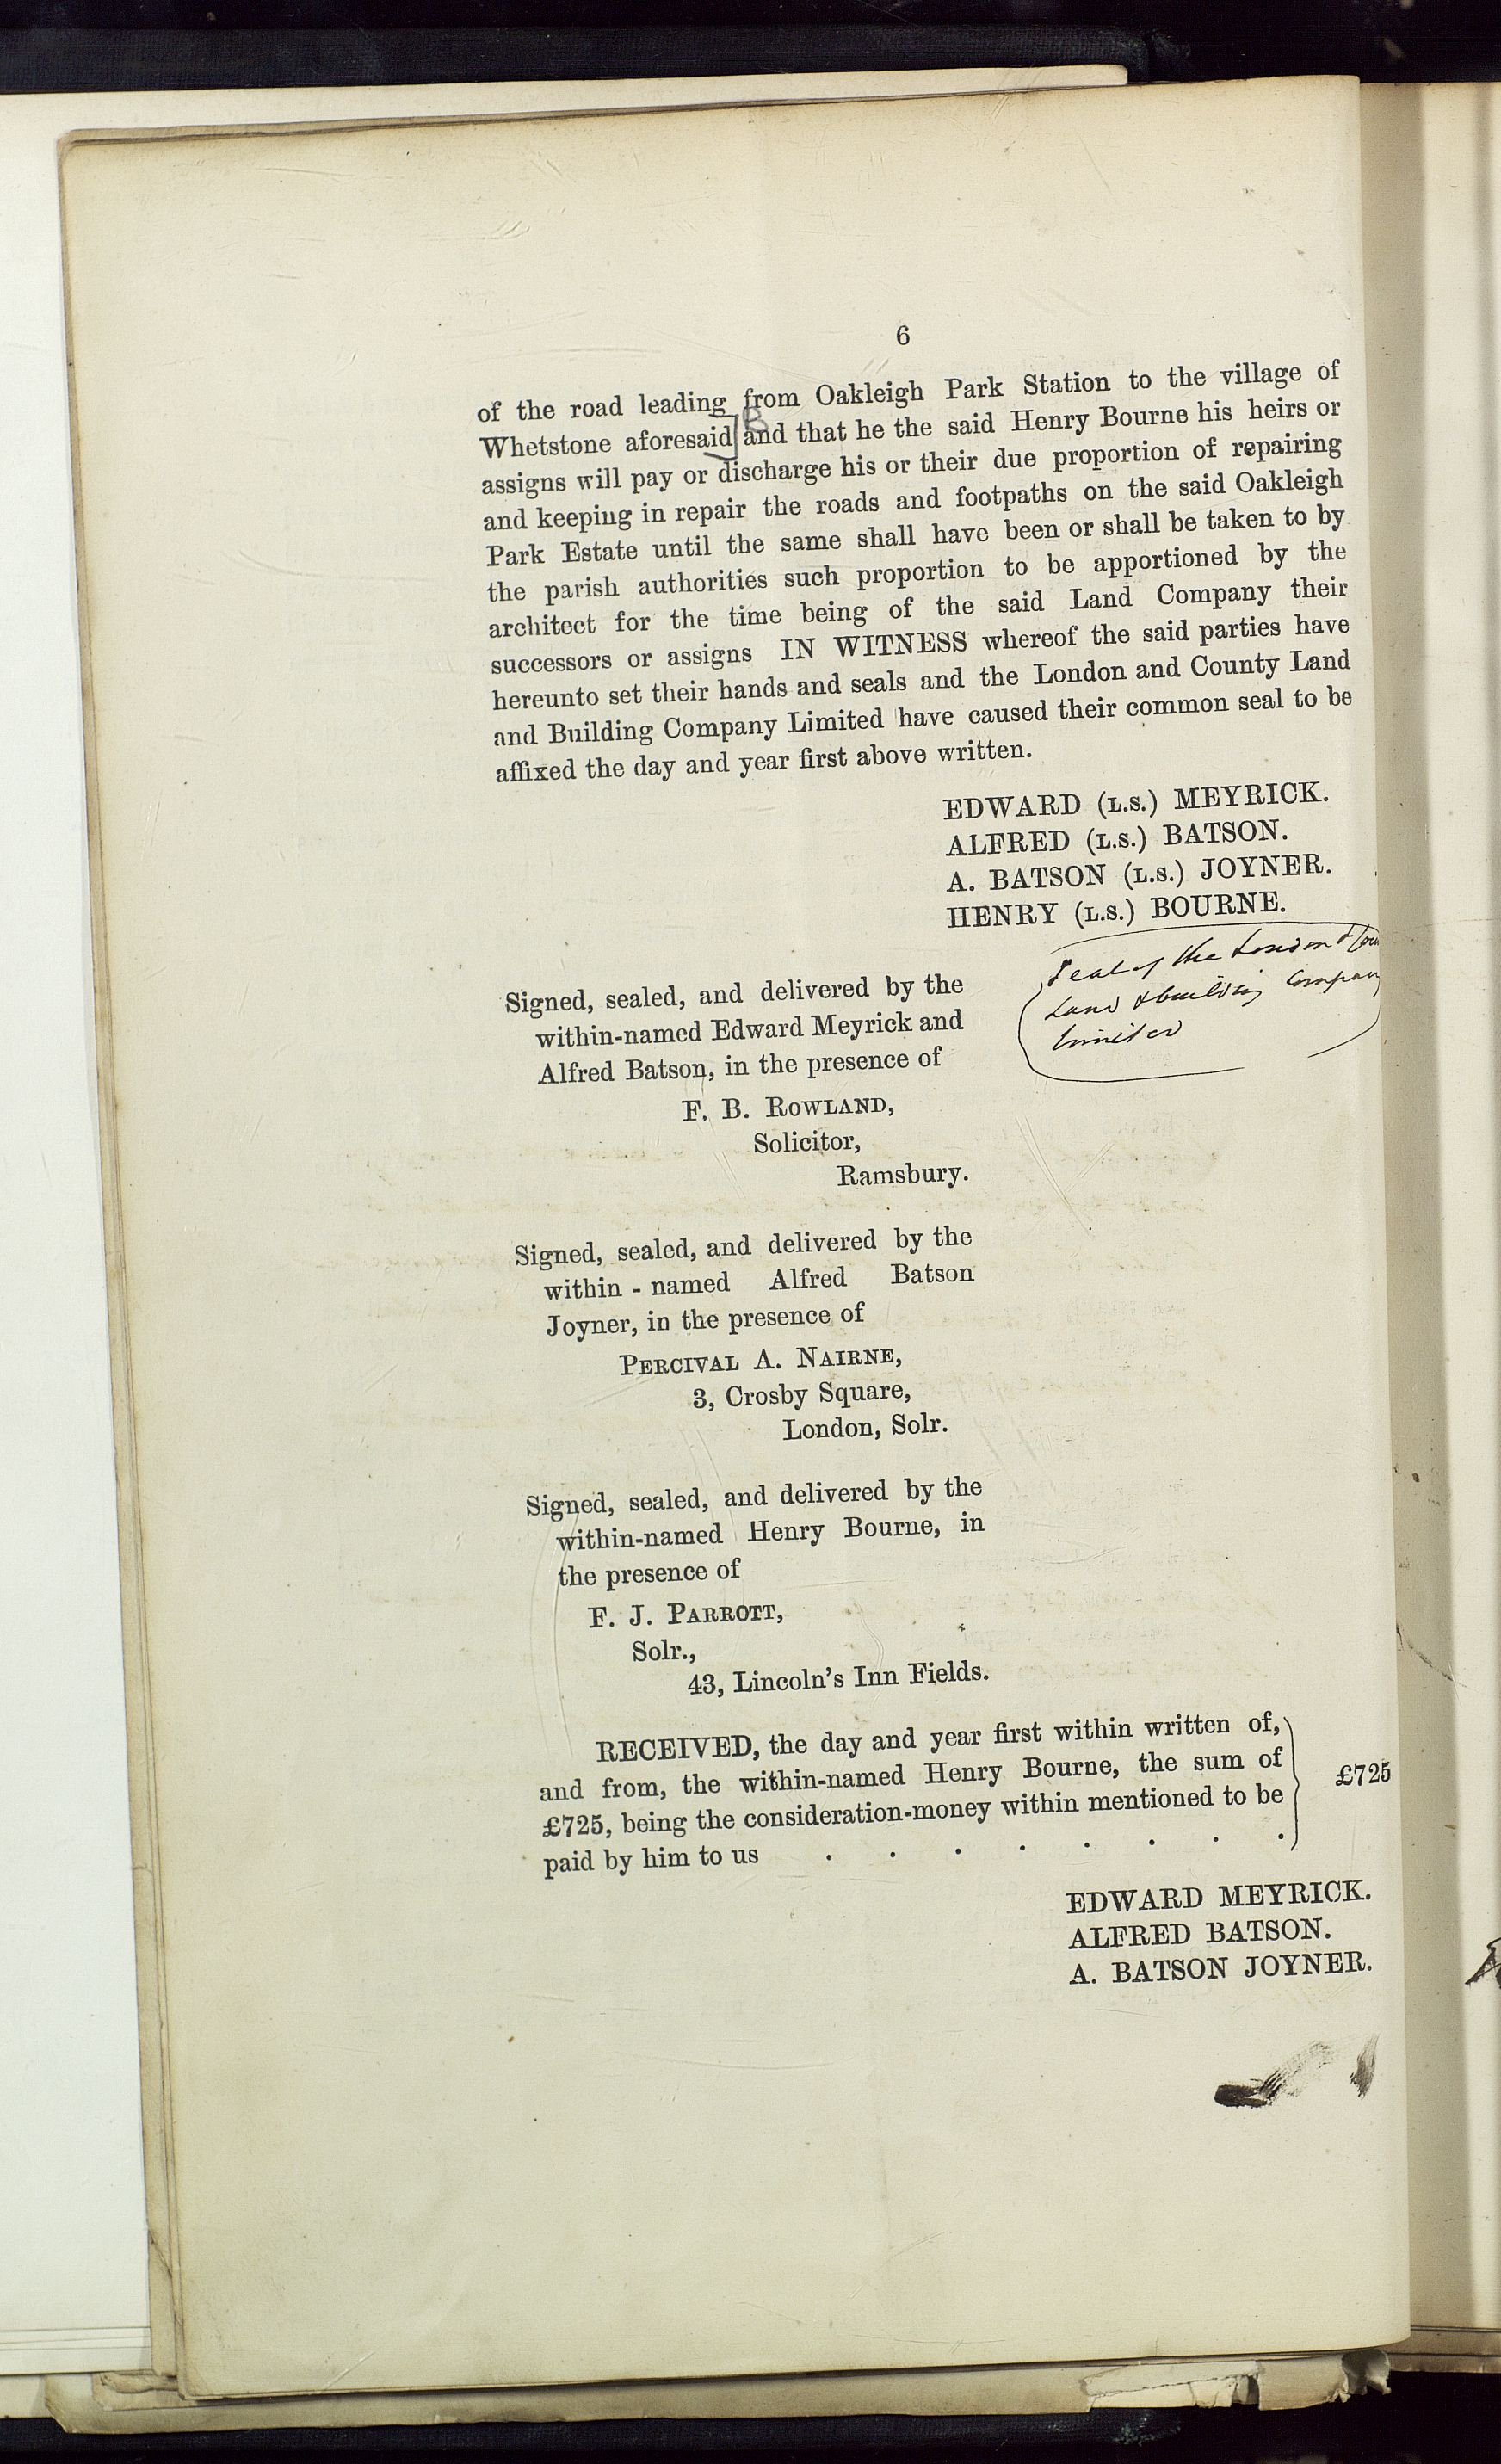 6
of the road leading from Oakleigh Park Station to the village of
Whetstone aforesaid] B and that he the said Henry Bourne his heirs or
assigns will pay or discharge his or their due proportion of repairing
and keeping in repair the roads and footpaths on the said Oakleigh
Park Estate until the same shall have been or shall be taken to by
the parish authorities such proportion to be apportioned by the
architect for the time being of the said Land Company their
successors or assigns IN WITNESS whereof the said parties have
hereunto set their hands and seals and the London and County Land
and Building Company Limited have caused their common seal to be
affixed the day and year first above written.
EDWARD (L.S.) MEYRICK.
ALFRED (L.S.) BATSON.
A. BATSON (L.S.) JOYNER.
HENRY (L.S.) BOURNE.
Seal of the London &
Land & building Company
Limited
Signed, sealed, and delivered by the
within-named Edward Meyrick and
Alfred Batson, in the presence of
F. B. ROWLAND,
Solicitor,
Ramsbury.
Signed, sealed, and delivered by the
within-named Alfred Batson
Joyner, in the presence of
PERCIVAL A. NAIRNE,
3, Crosby Square,
London, Solr.
Signed, sealed, and delivered by the
within-named Henry Bourne, in
the presence of
F. J. PARROTT,
Solr.,
43, Lincoln's Inn Fields.
RECEIVED, the day and year first within written of,
and from, the within-named Henry Bourne, the sum of
£725, being the consideration-money within mentioned to be
paid by him to us . . . . . . . .
£725
EDWARD MEYRICK.
ALFRED BATSON.
A. BATSON JOYNER.